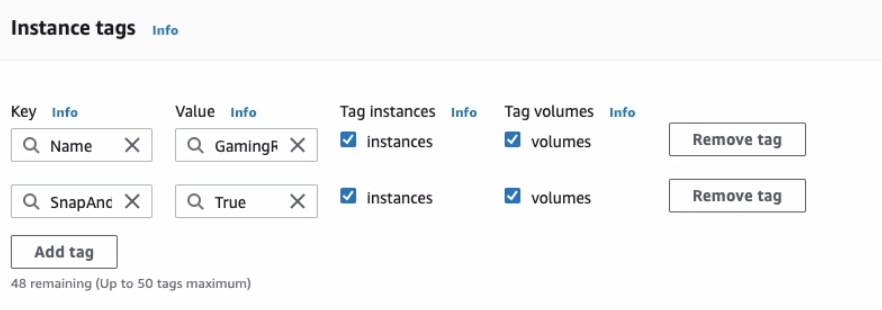 Instance tags Info
Key Info Value Info Tag instances Info Tag volumes Info
Name GamingR instances volumes Remove tag
SnapAnd True instances volumes Remove tag
Add tag
48 remaining (Up to 50 tags maximum)